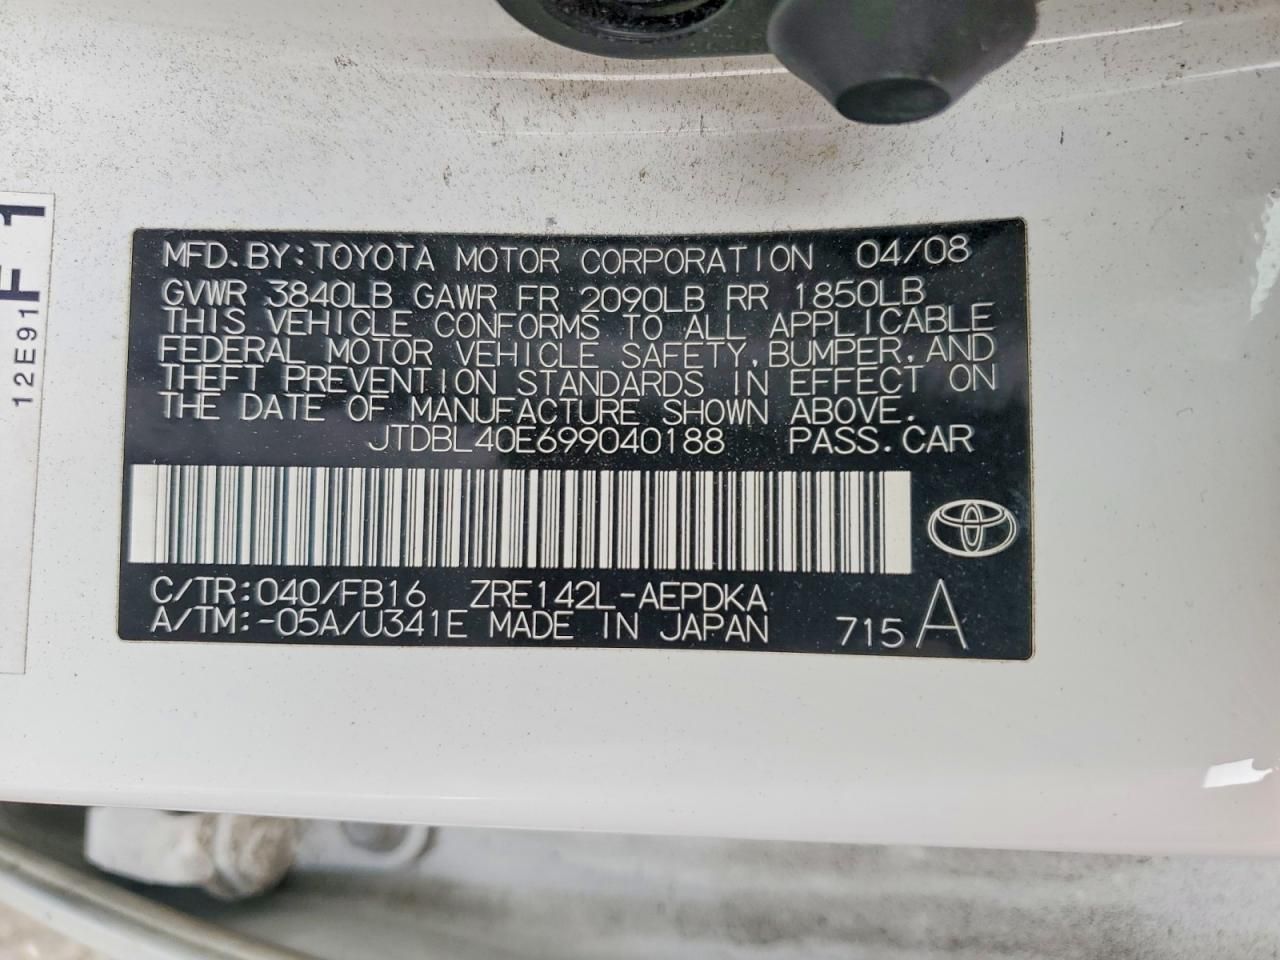 MFD. BY: TOYOTA MOTOR CORPORATION 04/08
GVWR 3840LB GAWR FR 2090LB RR 1850LB
THIS VEHICLE CONFORMS TO ALL APPLICABLE
FEDERAL MOTOR VEHICLE SAFETY, BUMPER, AND
THEFT PREVENTION STANDARDS IN EFFECT ON
THE DATE OF MANUFACTURE SHOWN ABOVE.
JTDBL40E699040188 PASS. CAR
C/TR: 040/FB16 ZRE142L-AEPDKA
A/TM: -05A/U341E MADE IN JAPAN 715 A
12E91F 1